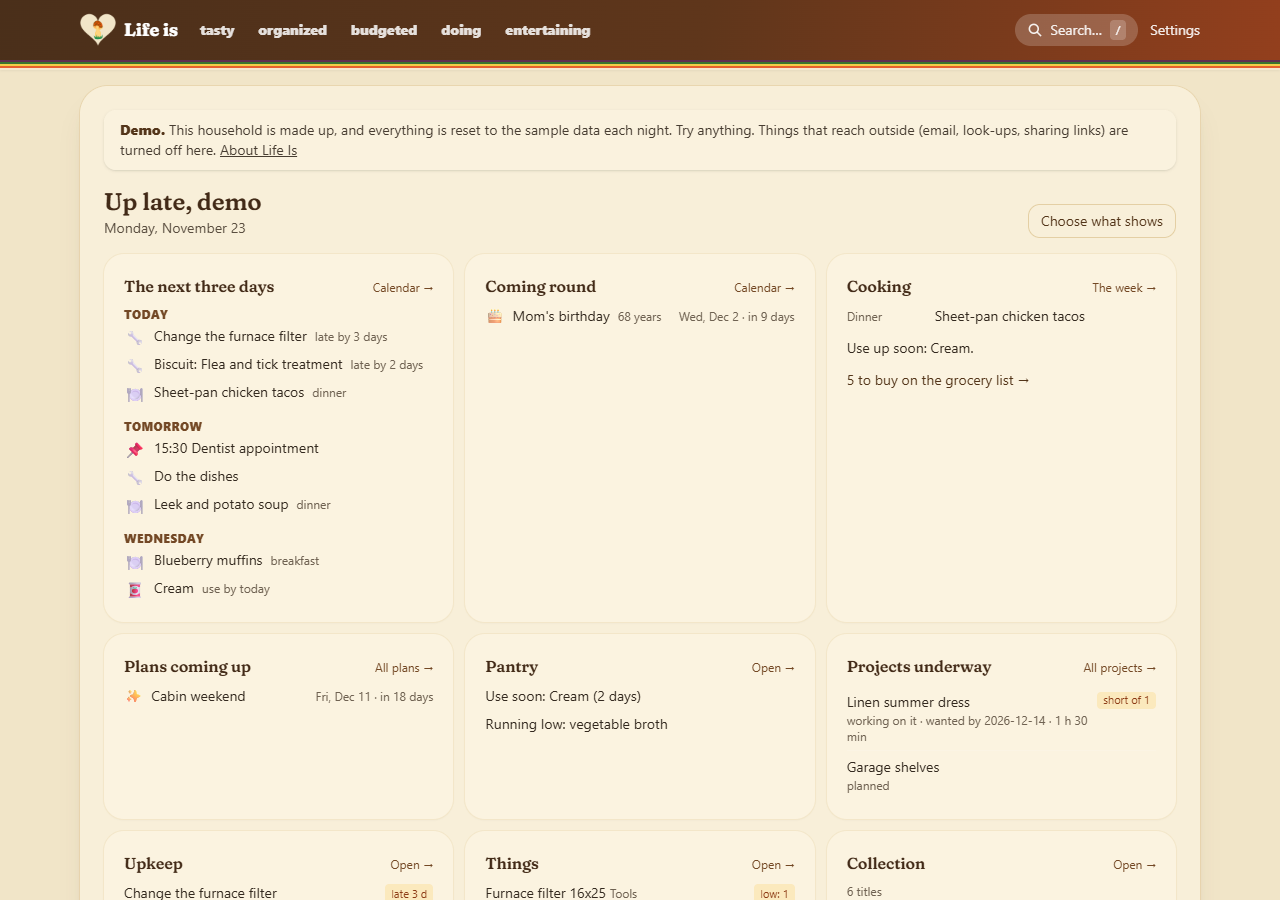 Life is
tasty
organized
budgeted
doing
entertaining
Search... /
Settings
Demo. This household is made up, and everything is reset to the sample data each night. Try anything. Things that reach outside (email, look-ups, sharing links) are
turned off here. About Life Is
Up late, demo
Monday, November 23
Choose what shows
The next three days
Calendar →
TODAY
Change the furnace filter late by 3 days
Biscuit: Flea and tick treatment late by 2 days
Sheet-pan chicken tacos dinner
TOMORROW
15:30 Dentist appointment
Do the dishes
Leek and potato soup dinner
WEDNESDAY
Blueberry muffins breakfast
Cream use by today
Coming round
Calendar →
Mom's birthday 68 years Wed, Dec 2 · in 9 days
Cooking
The week →
Dinner Sheet-pan chicken tacos
Use up soon: Cream.
5 to buy on the grocery list →
Plans coming up
All plans →
Cabin weekend Fri, Dec 11 · in 18 days
Pantry
Open →
Use soon: Cream (2 days)
Running low: vegetable broth
Projects underway
All projects →
Linen summer dress short of 1
working on it · wanted by 2026-12-14 · 1 h 30
min
Garage shelves
planned
Upkeep
Open →
Change the furnace filter late 3 d
Things
Open →
Furnace filter 16x25 Tools low: 1
Collection
Open →
6 titles